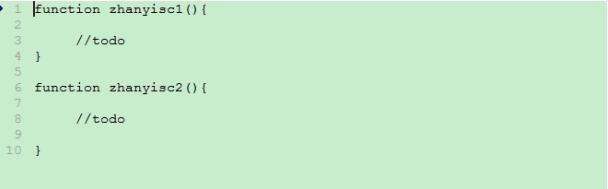 1 function zhanyisc1(){
2
3 //todo
4 }
5
6 function zhanyisc2(){
7
8 //todo
9
10 }